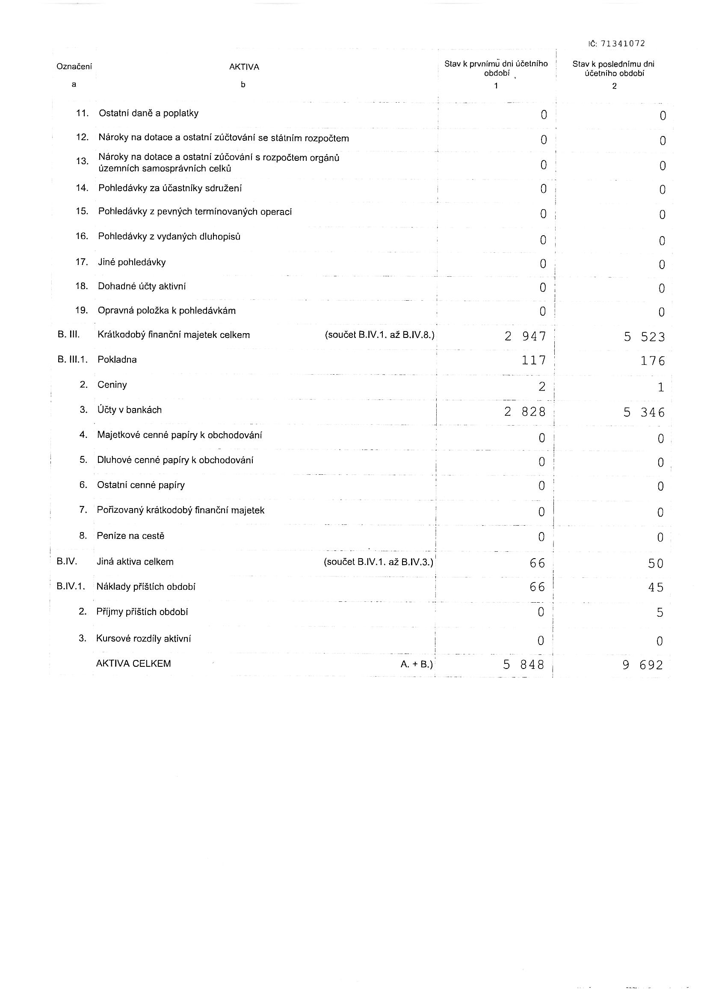 IČ: 71341072
Označení AKTIVA Stav k prvnímu dni účetního období Stav k poslednímu dni účetního období
a b 1 2
11. Ostatní daně a poplatky 0 0
12. Nároky na dotace a ostatní zúčtování se státním rozpočtem 0 0
13. Nároky na dotace a ostatní zúčování s rozpočtem orgánů
územních samosprávních celků 0 0
14. Pohledávky za účastníky sdružení 0 0
15. Pohledávky z pevných termínovaných operací 0 0
16. Pohledávky z vydaných dluhopisů 0 0
17. Jiné pohledávky 0 0
18. Dohadné účty aktivní 0 0
19. Opravná položka k pohledávkám 0 0
B. III. Krátkodobý finanční majetek celkem (součet B.IV.1. až B.IV.8.) 2 947 5 523
B. III.1. Pokladna 117 176
2. Ceniny 2 1
3. Účty v bankách 2 828 5 346
4. Majetkové cenné papíry k obchodování 0 0
5. Dluhové cenné papíry k obchodování 0 0
6. Ostatní cenné papíry 0 0
7. Pořizovaný krátkodobý finanční majetek 0 0
8. Peníze na cestě 0 0
B.IV. Jiná aktiva celkem (součet B.IV.1. až B.IV.3.) 66 50
B.IV.1. Náklady příštích období 66 45
2. Příjmy příštích období 0 5
3. Kursové rozdíly aktivní 0 0
AKTIVA CELKEM A. + B.) 5 848 9 692